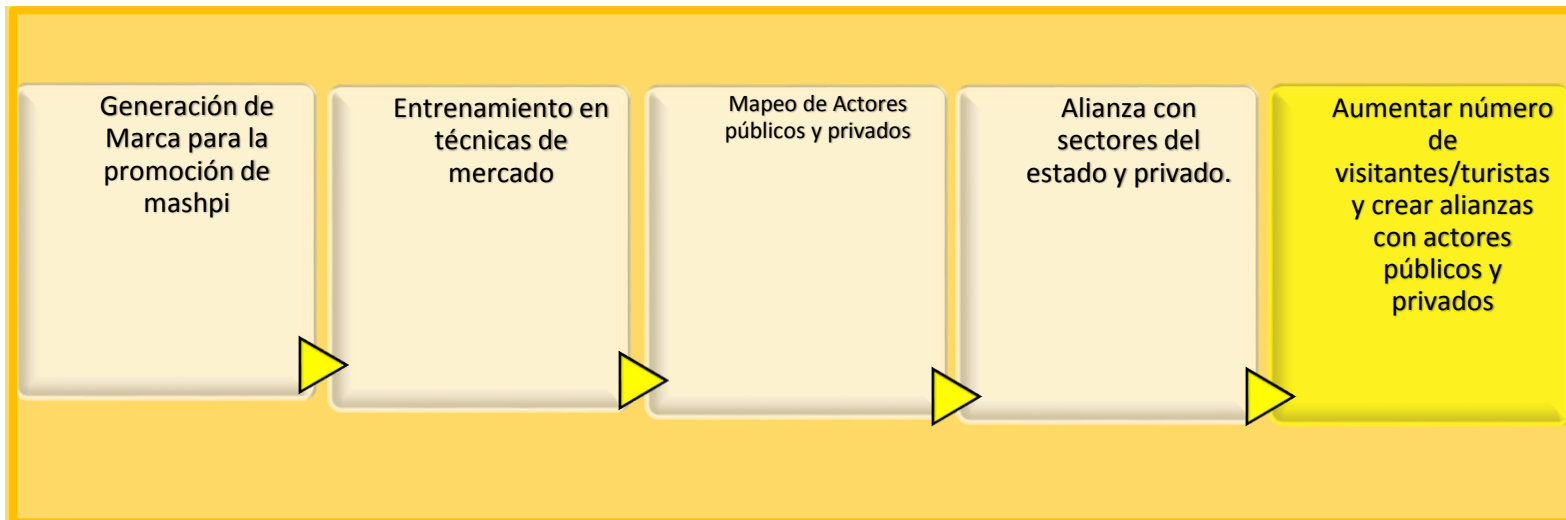 Generación de
Marca para la
promoción de
mashpi
Entrenamiento en
técnicas de
mercado
Mapeo de Actores
públicos y privados
Alianza con
sectores del
estado y privado.
Aumentar número
de
visitantes/turistas
y crear alianzas
con actores
públicos y
privados